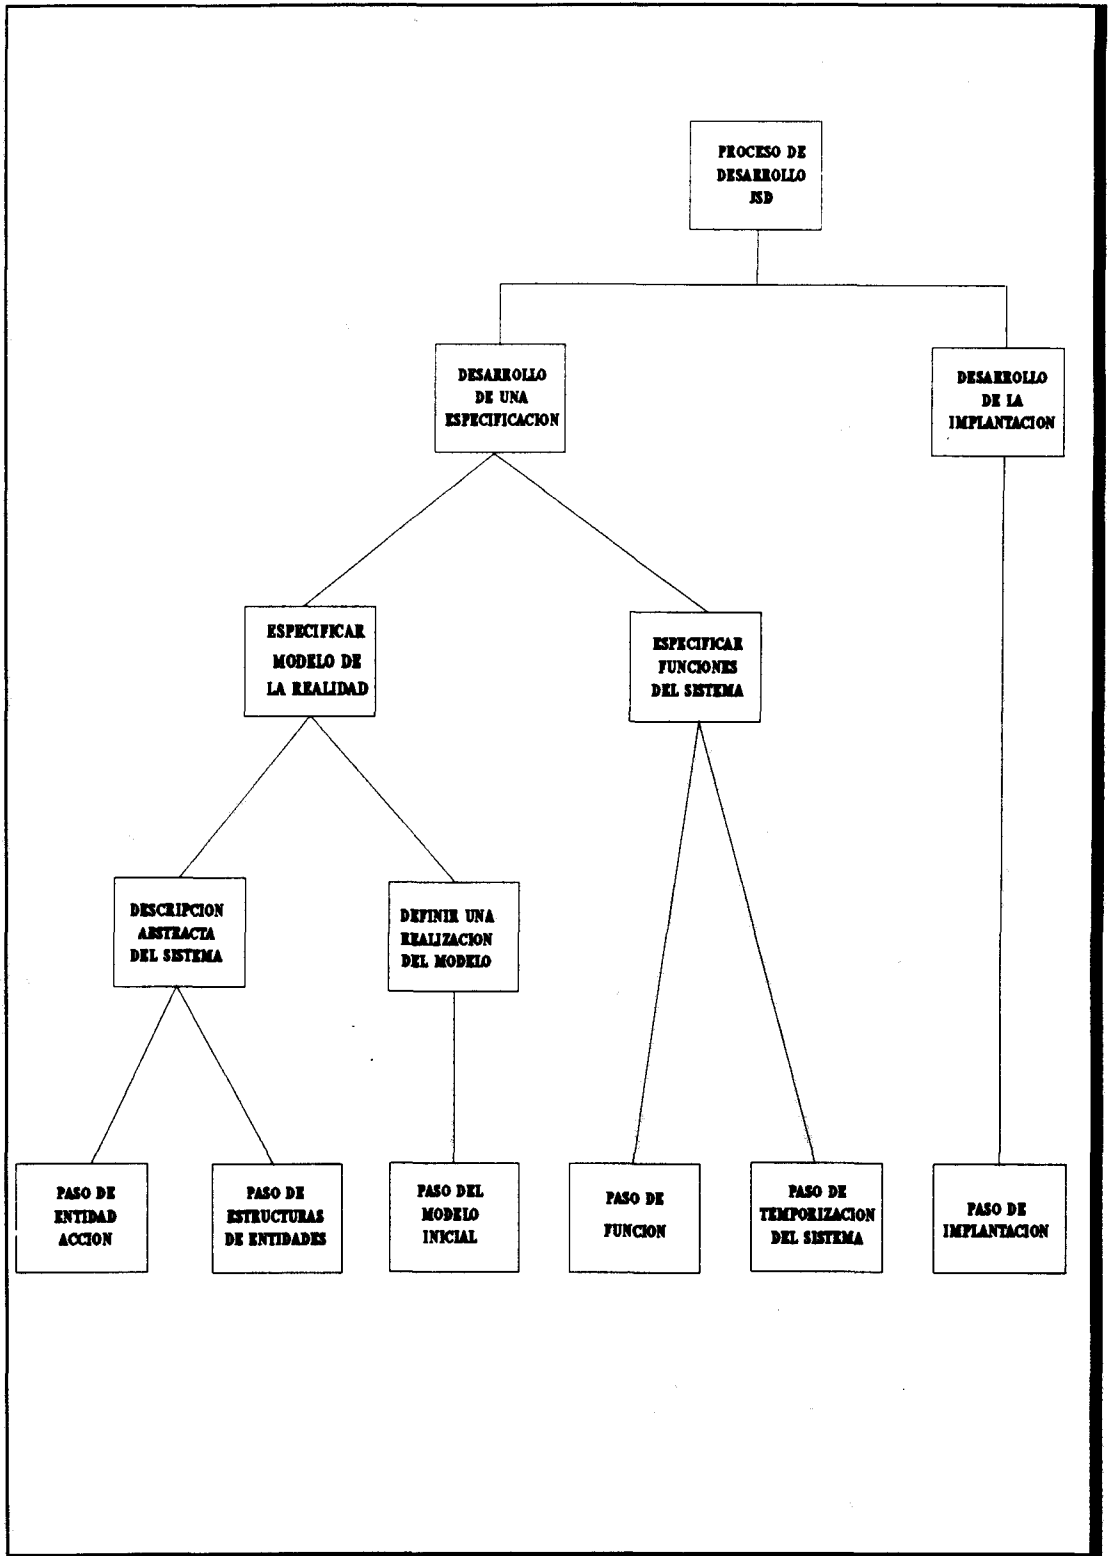 PROCESO DE
DESARROLLO
JSD
DESARROLLO
DE UNA
ESPECIFICACION
DESARROLLO
DE LA
IMPLANTACION
ESPECIFICAR
MODELO DE
LA REALIDAD
ESPECIFICAR
FUNCIONES
DEL SISTEMA
DESCRIPCION
ABSTRACTA
DEL SISTEMA
DEFINIR UNA
REALIZACION
DEL MODELO
PASO DE
ENTIDAD
ACCION
PASO DE
ESTRUCTURAS
DE ENTIDADES
PASO DEL
MODELO
INICIAL
PASO DE
FUNCION
PASO DE
TEMPORIZACION
DEL SISTEMA
PASO DE
IMPLANTACION